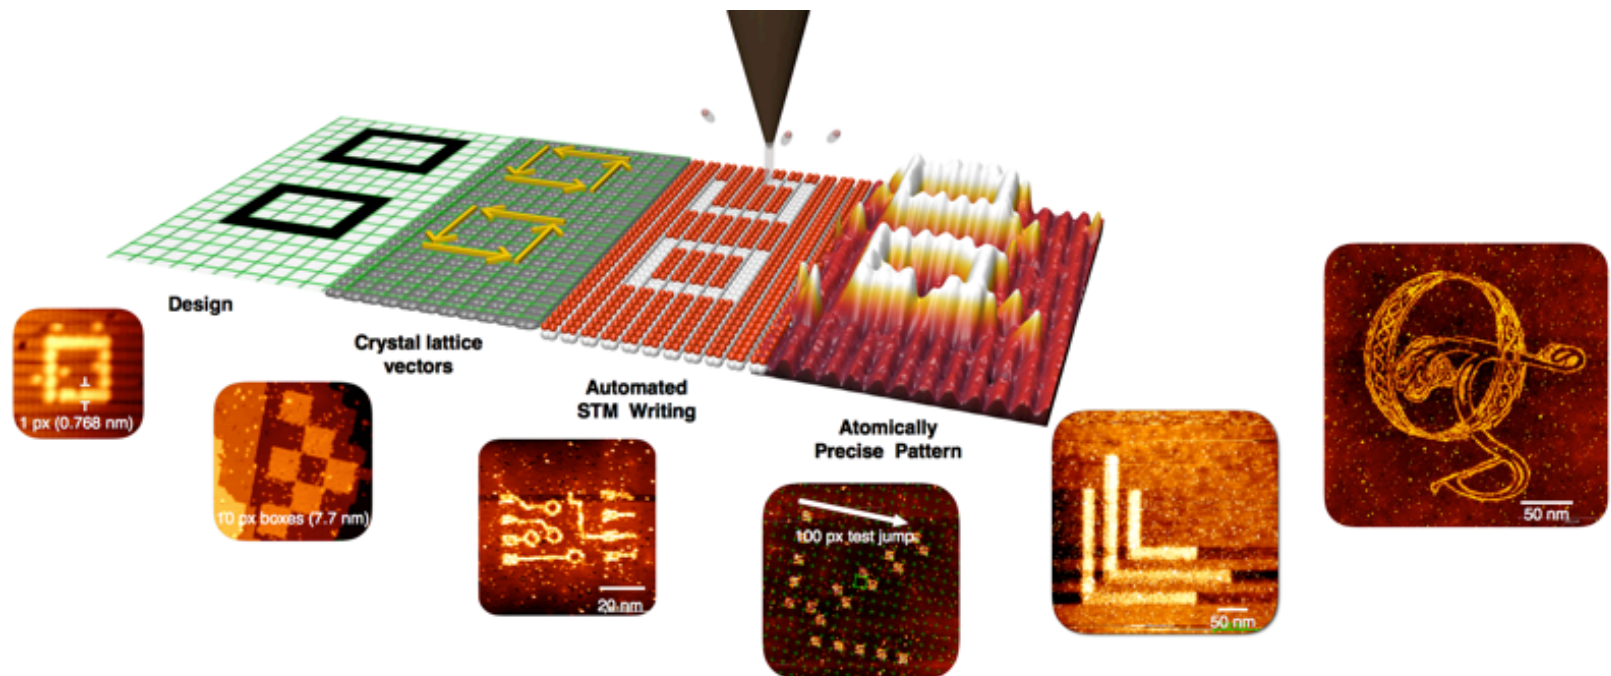 Design
Crystal lattice
vectors
Automated
STM Writing
Atomically
Precise Pattern
1 px (0.768 nm)
10 px boxes (7.7 nm)
20 nm
100 px test jump
50 nm
50 nm